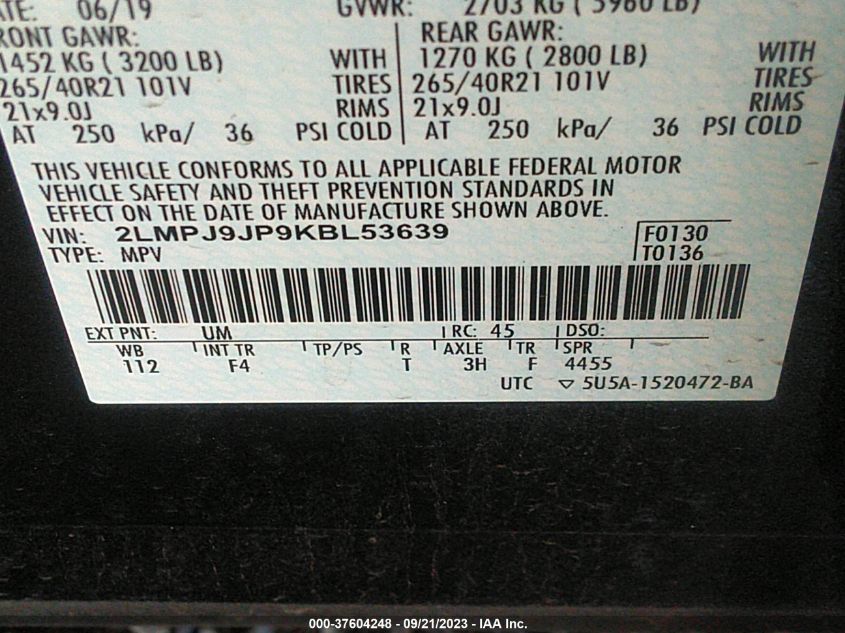 ATE: 06/19 GVWR: 2703 KG ( 5960 LB)
RONT GAWR: REAR GAWR:
1452 KG ( 3200 LB) WITH 1270 KG ( 2800 LB) WITH
265/40R21 101V TIRES 265/40R21 101V TIRES
21x9.0J RIMS 21x9.0J RIMS
AT 250 kPa/ 36 PSI COLD AT 250 kPa/ 36 PSI COLD
THIS VEHICLE CONFORMS TO ALL APPLICABLE FEDERAL MOTOR
VEHICLE SAFETY AND THEFT PREVENTION STANDARDS IN
EFFECT ON THE DATE OF MANUFACTURE SHOWN ABOVE.
VIN: 2LMPJ9JP9KBL53639 F0130
TYPE: MPV T0136
EXT PNT: UM RC: 45 DSO:
WB INT TR TP/PS R AXLE TR SPR
112 F4 T 3H F 4455
UTC ▽ 5U5A-1520472-BA
000-37604248 - 09/21/2023 - IAA Inc.